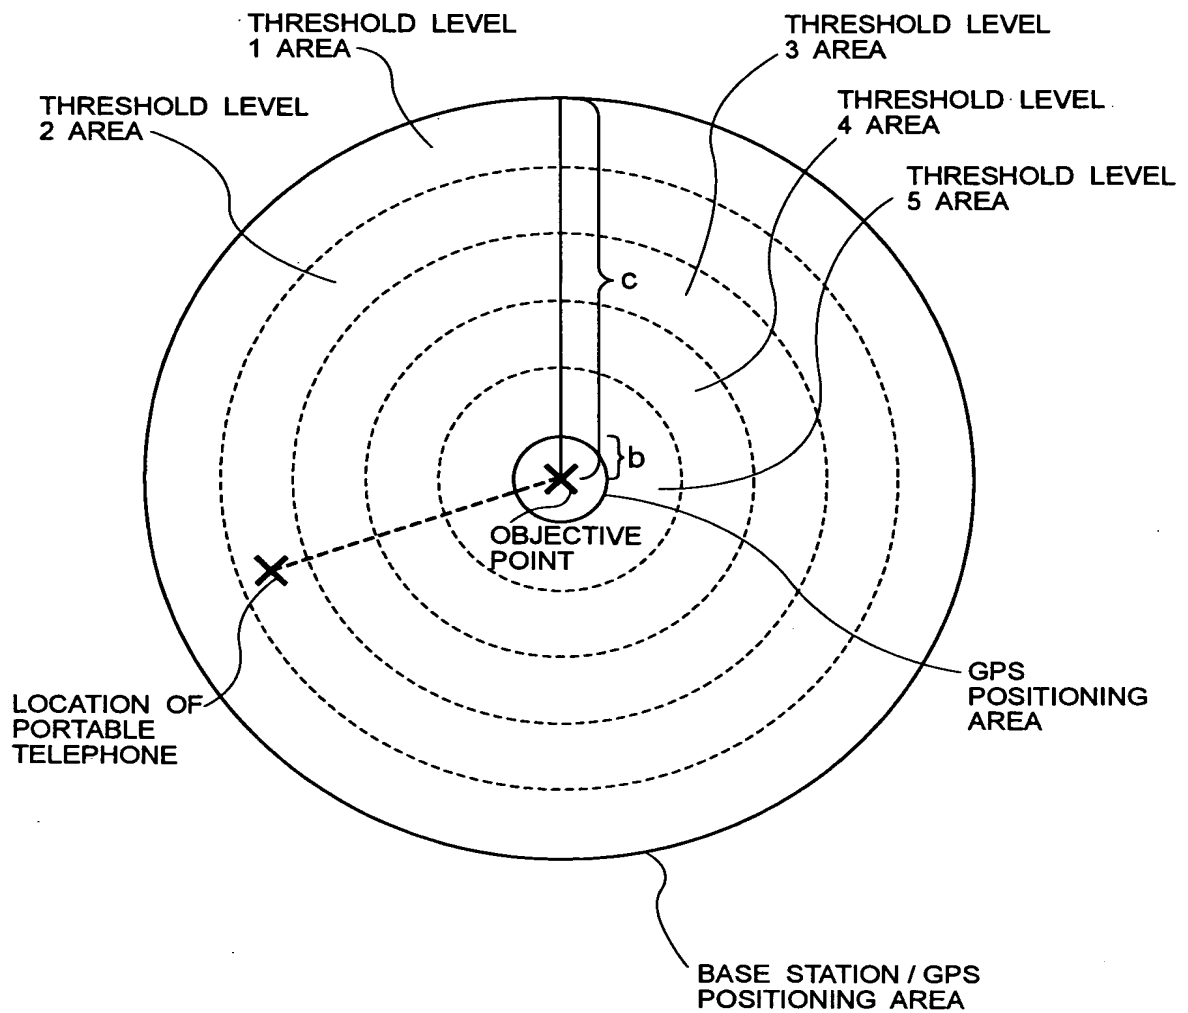 THRESHOLD LEVEL
1 AREA
THRESHOLD LEVEL
3 AREA
THRESHOLD LEVEL
2 AREA
THRESHOLD LEVEL
4 AREA
THRESHOLD LEVEL
5 AREA
c
b
OBJECTIVE
POINT
LOCATION OF
PORTABLE
TELEPHONE
GPS
POSITIONING
AREA
BASE STATION / GPS
POSITIONING AREA